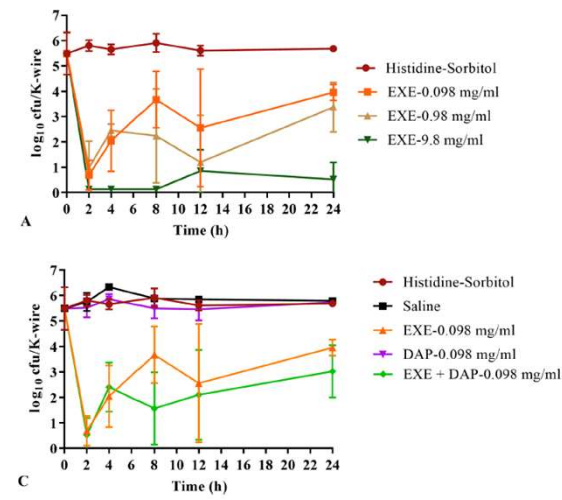 7
6
5
4
3
2
1
0
log10 cfu/K-wire
0 2 4 6 8 10 12 14 16 18 20 22 24
Time (h)
A
Histidine-Sorbitol
EXE-0.098 mg/ml
EXE-0.98 mg/ml
EXE-9.8 mg/ml
7
6
5
4
3
2
1
0
log10 cfu/K-wire
0 2 4 6 8 10 12 14 16 18 20 22 24
Time (h)
C
Histidine-Sorbitol
Saline
EXE-0.098 mg/ml
DAP-0.098 mg/ml
EXE + DAP-0.098 mg/ml